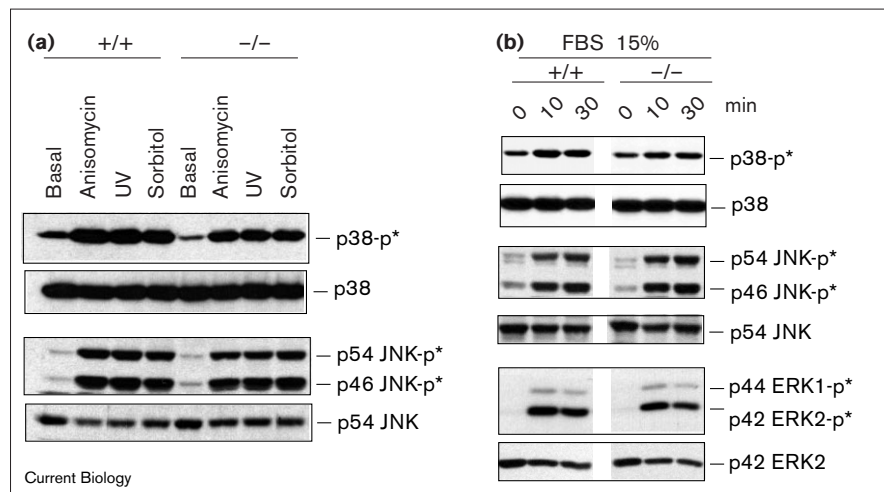 (a)
+/+ –/–
Basal Anisomycin UV Sorbitol Basal Anisomycin UV Sorbitol
p38-p*
p38
p54 JNK-p*
p46 JNK-p*
p54 JNK
Current Biology
(b) FBS 15%
+/+ –/–
0 10 30 0 10 30 min
p38-p*
p38
p54 JNK-p*
p46 JNK-p*
p54 JNK
p44 ERK1-p*
p42 ERK2-p*
p42 ERK2